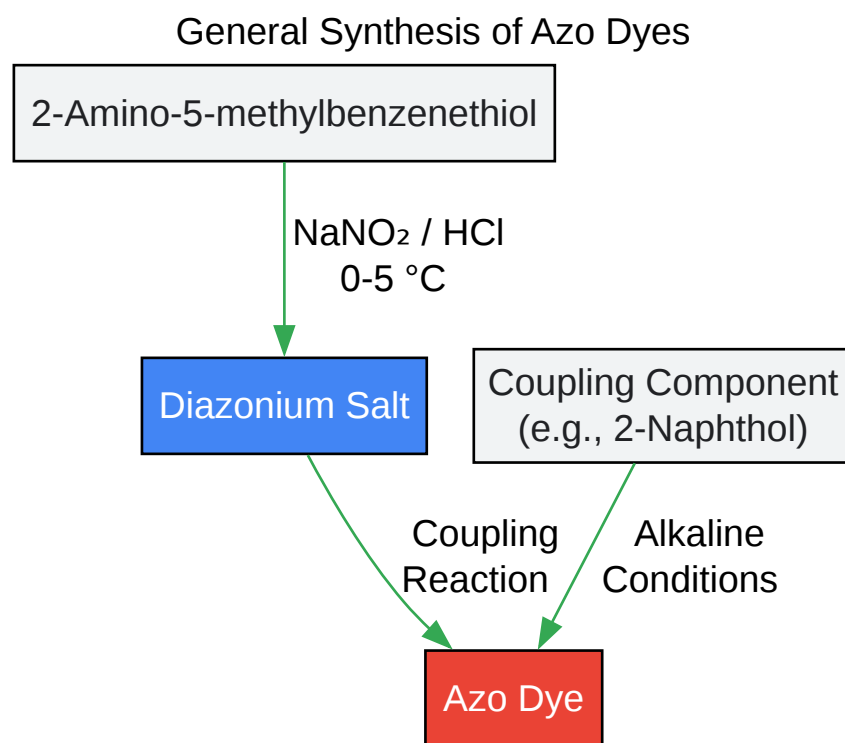 General Synthesis of Azo Dyes
2-Amino-5-methylbenzenethiol
NaNO₂ / HCl
0-5 °C
Diazonium Salt
Coupling Component
(e.g., 2-Naphthol)
Coupling
Reaction
Alkaline
Conditions
Azo Dye